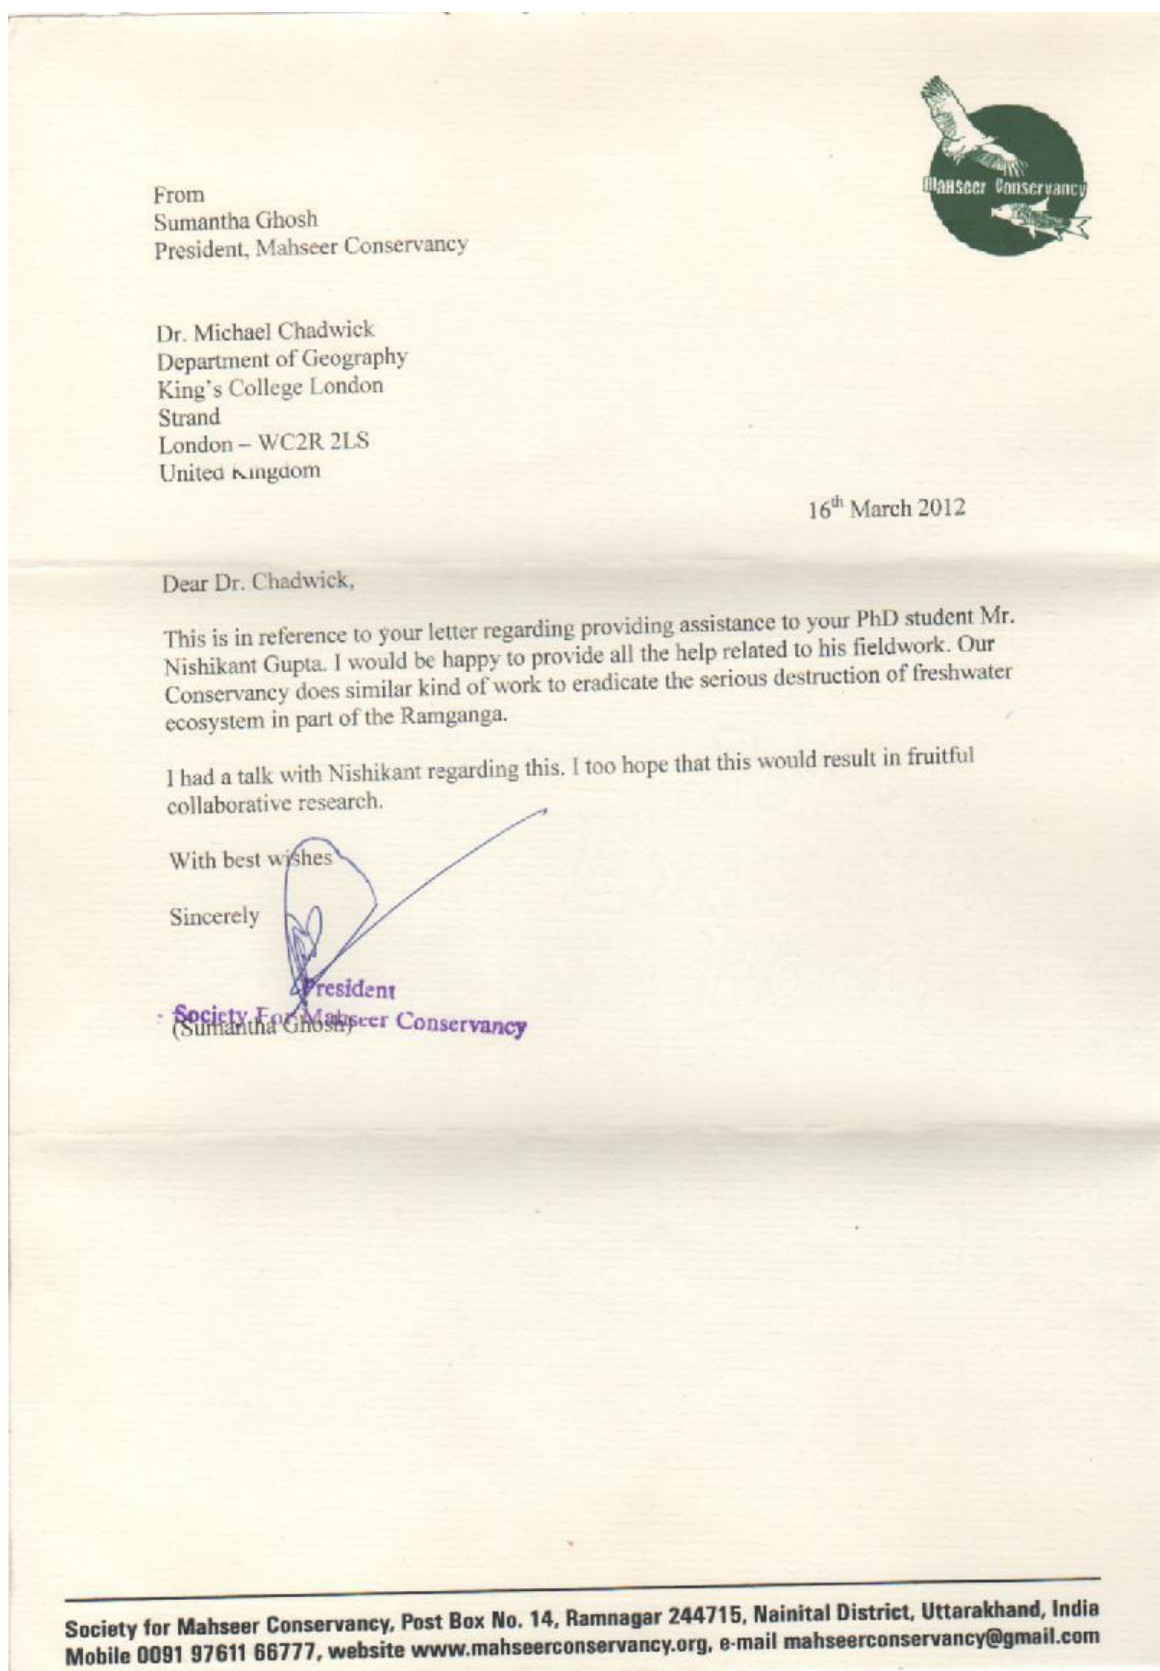 Mahseer Conservancy
From
Sumantha Ghosh
President, Mahseer Conservancy
Dr. Michael Chadwick
Department of Geography
King's College London
Strand
London – WC2R 2LS
United Kingdom
16th March 2012
Dear Dr. Chadwick,
This is in reference to your letter regarding providing assistance to your PhD student Mr.
Nishikant Gupta. I would be happy to provide all the help related to his fieldwork. Our
Conservancy does similar kind of work to eradicate the serious destruction of freshwater
ecosystem in part of the Ramganga.
I had a talk with Nishikant regarding this. I too hope that this would result in fruitful
collaborative research.
With best wishes
Sincerely
President
Society For Mahseer Conservancy
(Sumantha Ghosh)
Society for Mahseer Conservancy, Post Box No. 14, Ramnagar 244715, Nainital District, Uttarakhand, India
Mobile 0091 97611 66777, website www.mahseerconservancy.org, e-mail mahseerconservancy@gmail.com